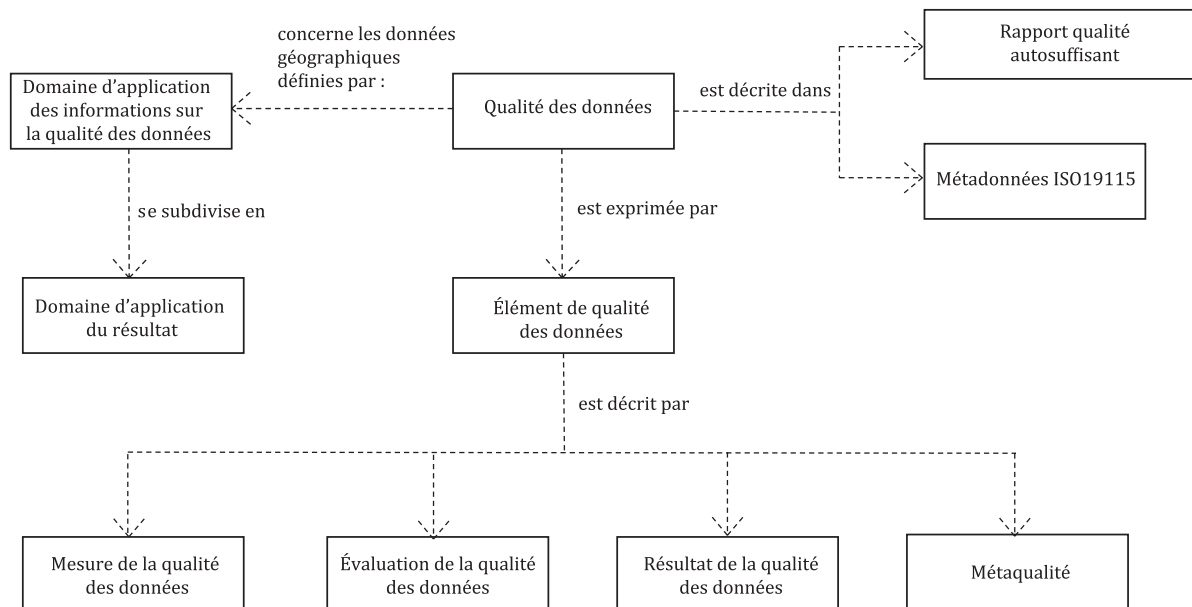 concerne les données
géographiques
définies par :
Domaine d’application
des informations sur
la qualité des données
Qualité des données
est décrite dans
Rapport qualité
autosuffisant
Métadonnées ISO19115
se subdivise en
est exprimée par
Domaine d’application
du résultat
Élément de qualité
des données
est décrit par
Mesure de la qualité
des données
Évaluation de la qualité
des données
Résultat de la qualité
des données
Métaqualité